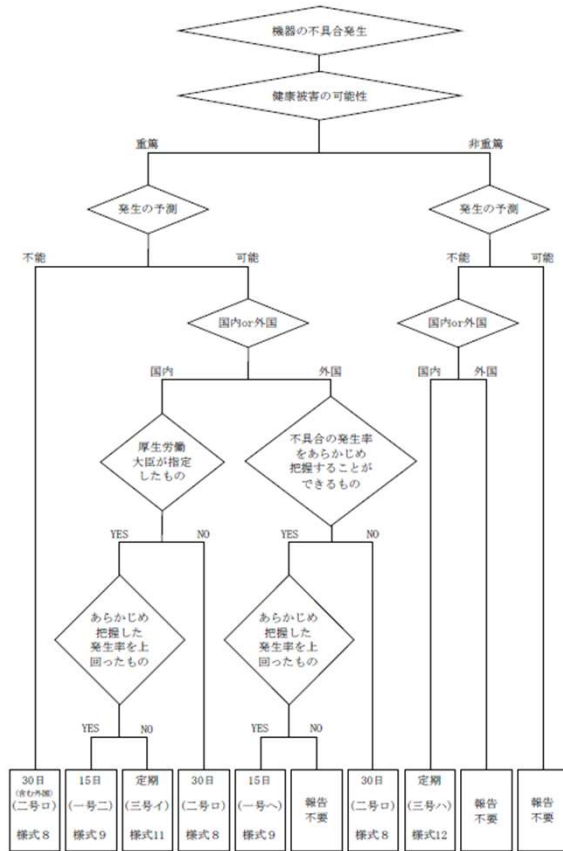 機器の不具合発生
健康被害の可能性
重篤
非重篤
発生の予測
発生の予測
不能
可能
不能
可能
国内or外国
国内or外国
国内
外国
国内
外国
厚生労働
大臣が指定
したもの
不具合の発生率
をあらかじめ
把握することが
できるもの
YES
NO
YES
NO
あらかじめ
把握した
発生率を上
回ったもの
あらかじめ
把握した
発生率を上
回ったもの
YES
NO
YES
NO
30日
(含む外国)
(二号ロ)
様式8
15日
(一号ニ)
様式9
定期
(三号イ)
様式11
30日
(二号ロ)
様式8
15日
(一号ヘ)
様式9
報告
不要
30日
(二号ロ)
様式8
定期
(三号ハ)
様式12
報告
不要
報告
不要